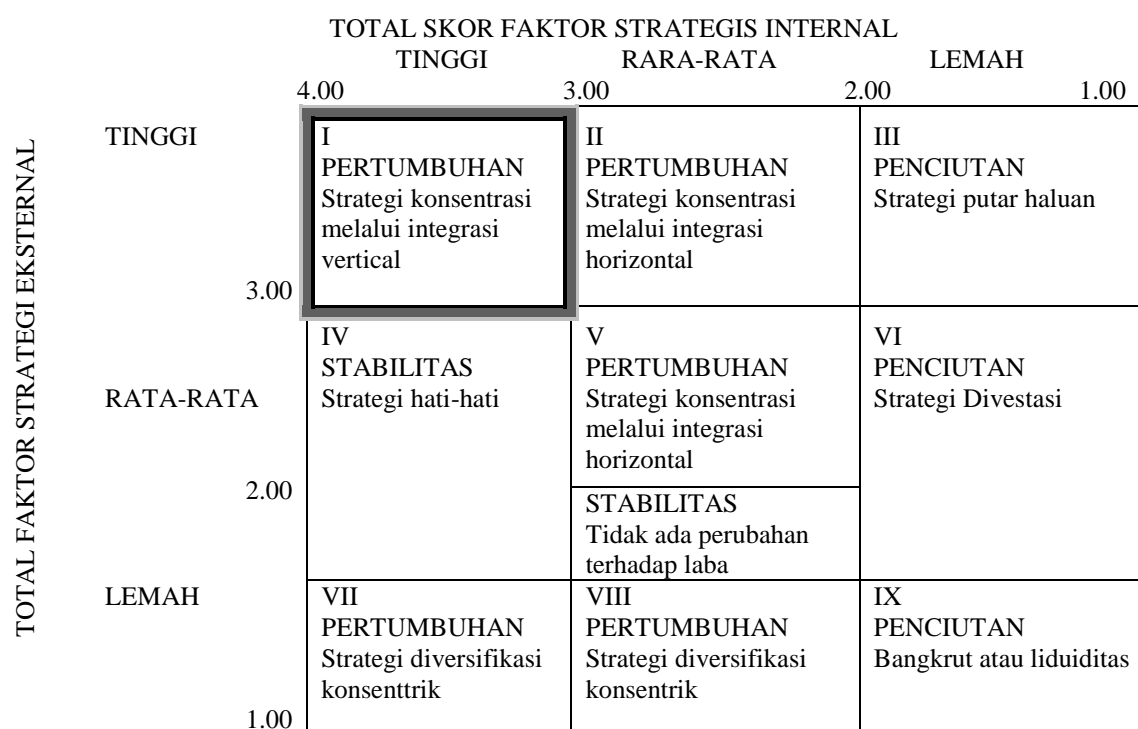 TOTAL SKOR FAKTOR STRATEGIS INTERNAL
TINGGI RARA-RATA LEMAH
4.00 3.00 2.00 1.00
TOTAL FAKTOR STRATEGI EKSTERNAL
TINGGI
3.00
I
PERTUMBUHAN
Strategi konsentrasi
melalui integrasi
vertical
II
PERTUMBUHAN
Strategi konsentrasi
melalui integrasi
horizontal
III
PENCIUTAN
Strategi putar haluan
RATA-RATA
2.00
IV
STABILITAS
Strategi hati-hati
V
PERTUMBUHAN
Strategi konsentrasi
melalui integrasi
horizontal
STABILITAS
Tidak ada perubahan
terhadap laba
VI
PENCIUTAN
Strategi Divestasi
LEMAH
1.00
VII
PERTUMBUHAN
Strategi diversifikasi
konsenttrik
VIII
PERTUMBUHAN
Strategi diversifikasi
konsentrik
IX
PENCIUTAN
Bangkrut atau liduiditas